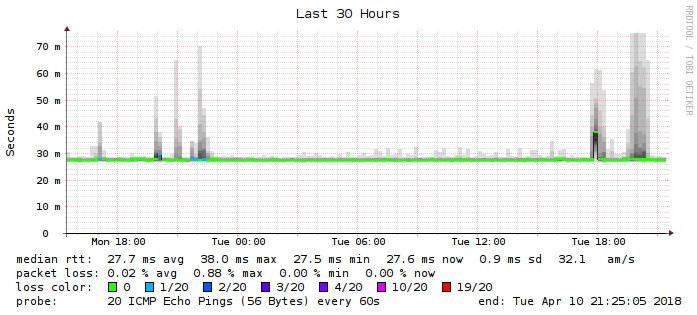 Last 30 Hours
RRDTOOL / TOBI OETIKER
Seconds
70 m
60 m
50 m
40 m
30 m
20 m
10 m
0
Mon 18:00 Tue 00:00 Tue 06:00 Tue 12:00 Tue 18:00
median rtt: 27.7 ms avg 38.0 ms max 27.5 ms min 27.6 ms now 0.9 ms sd 32.1 am/s
packet loss: 0.02 % avg 0.88 % max 0.00 % min 0.00 % now
loss color: 0 1/20 2/20 3/20 4/20 10/20 19/20
probe: 20 ICMP Echo Pings (56 Bytes) every 60s end: Tue Apr 10 21:25:05 2018